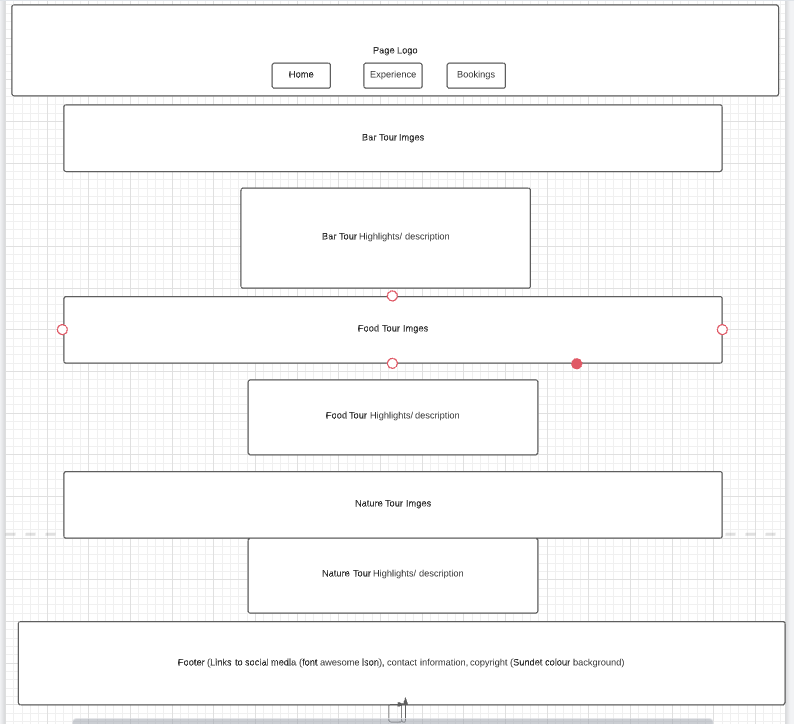 Page Logo
Home Experience Bookings
Bar Tour Imges
Bar Tour Highlights/ description
Food Tour Imges
Food Tour Highlights/ description
Nature Tour Imges
Nature Tour Highlights/ description
Footer (Links to social media (font awesome Ison), contact information, copyright (Sundet colour background)